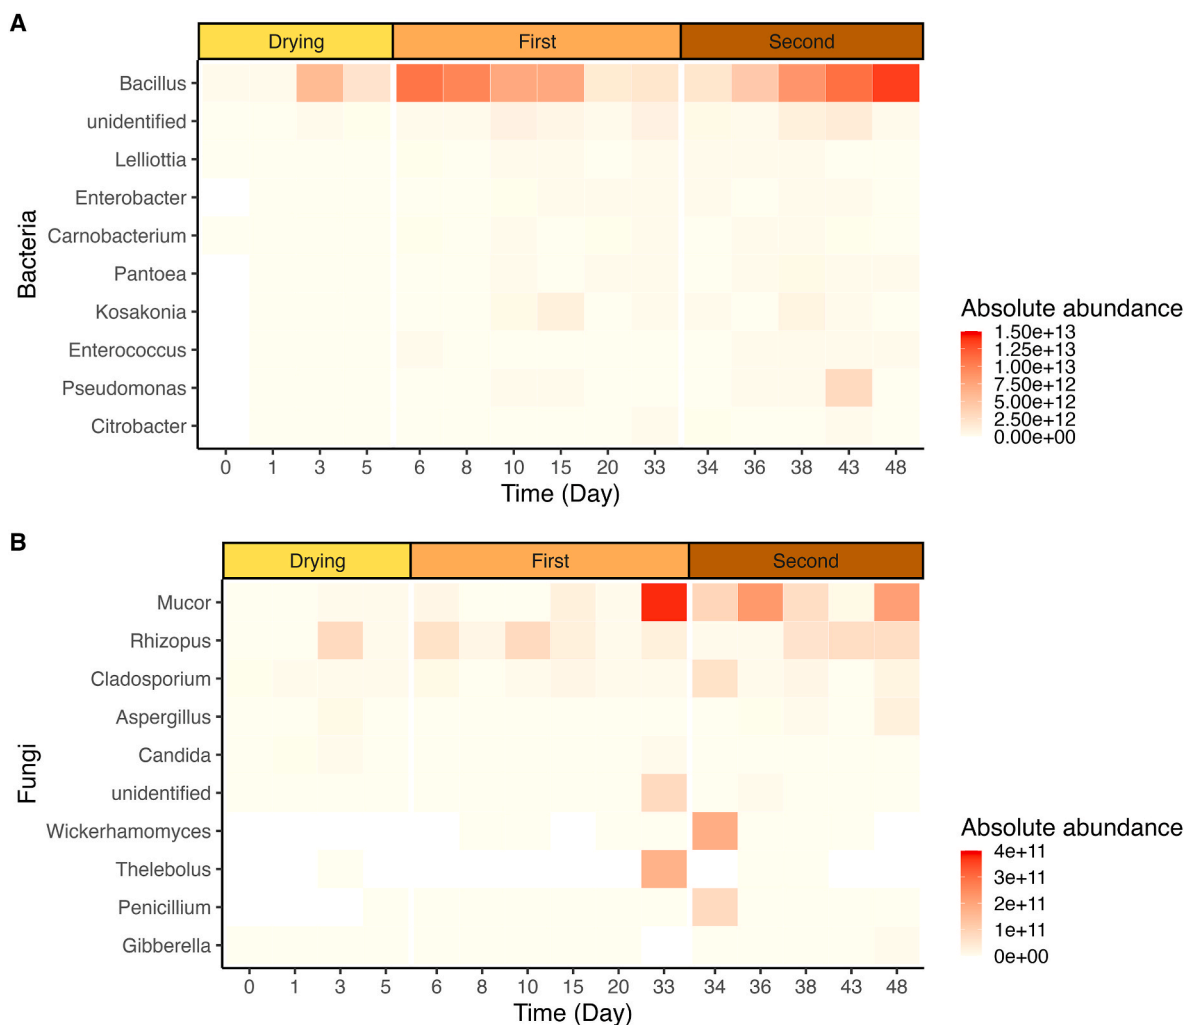 A
Drying First Second
Bacillus
unidentified
Lelliottia
Enterobacter
Carnobacterium
Pantoea
Kosakonia
Enterococcus
Pseudomonas
Citrobacter
Bacteria
0 1 3 5 6 8 10 15 20 33 34 36 38 43 48
Time (Day)
Absolute abundance
1.50e+13
1.25e+13
1.00e+13
7.50e+12
5.00e+12
2.50e+12
0.00e+00
B
Drying First Second
Mucor
Rhizopus
Cladosporium
Aspergillus
Candida
unidentified
Wickerhamomyces
Thelebolus
Penicillium
Gibberella
Fungi
0 1 3 5 6 8 10 15 20 33 34 36 38 43 48
Time (Day)
Absolute abundance
4e+11
3e+11
2e+11
1e+11
0e+00